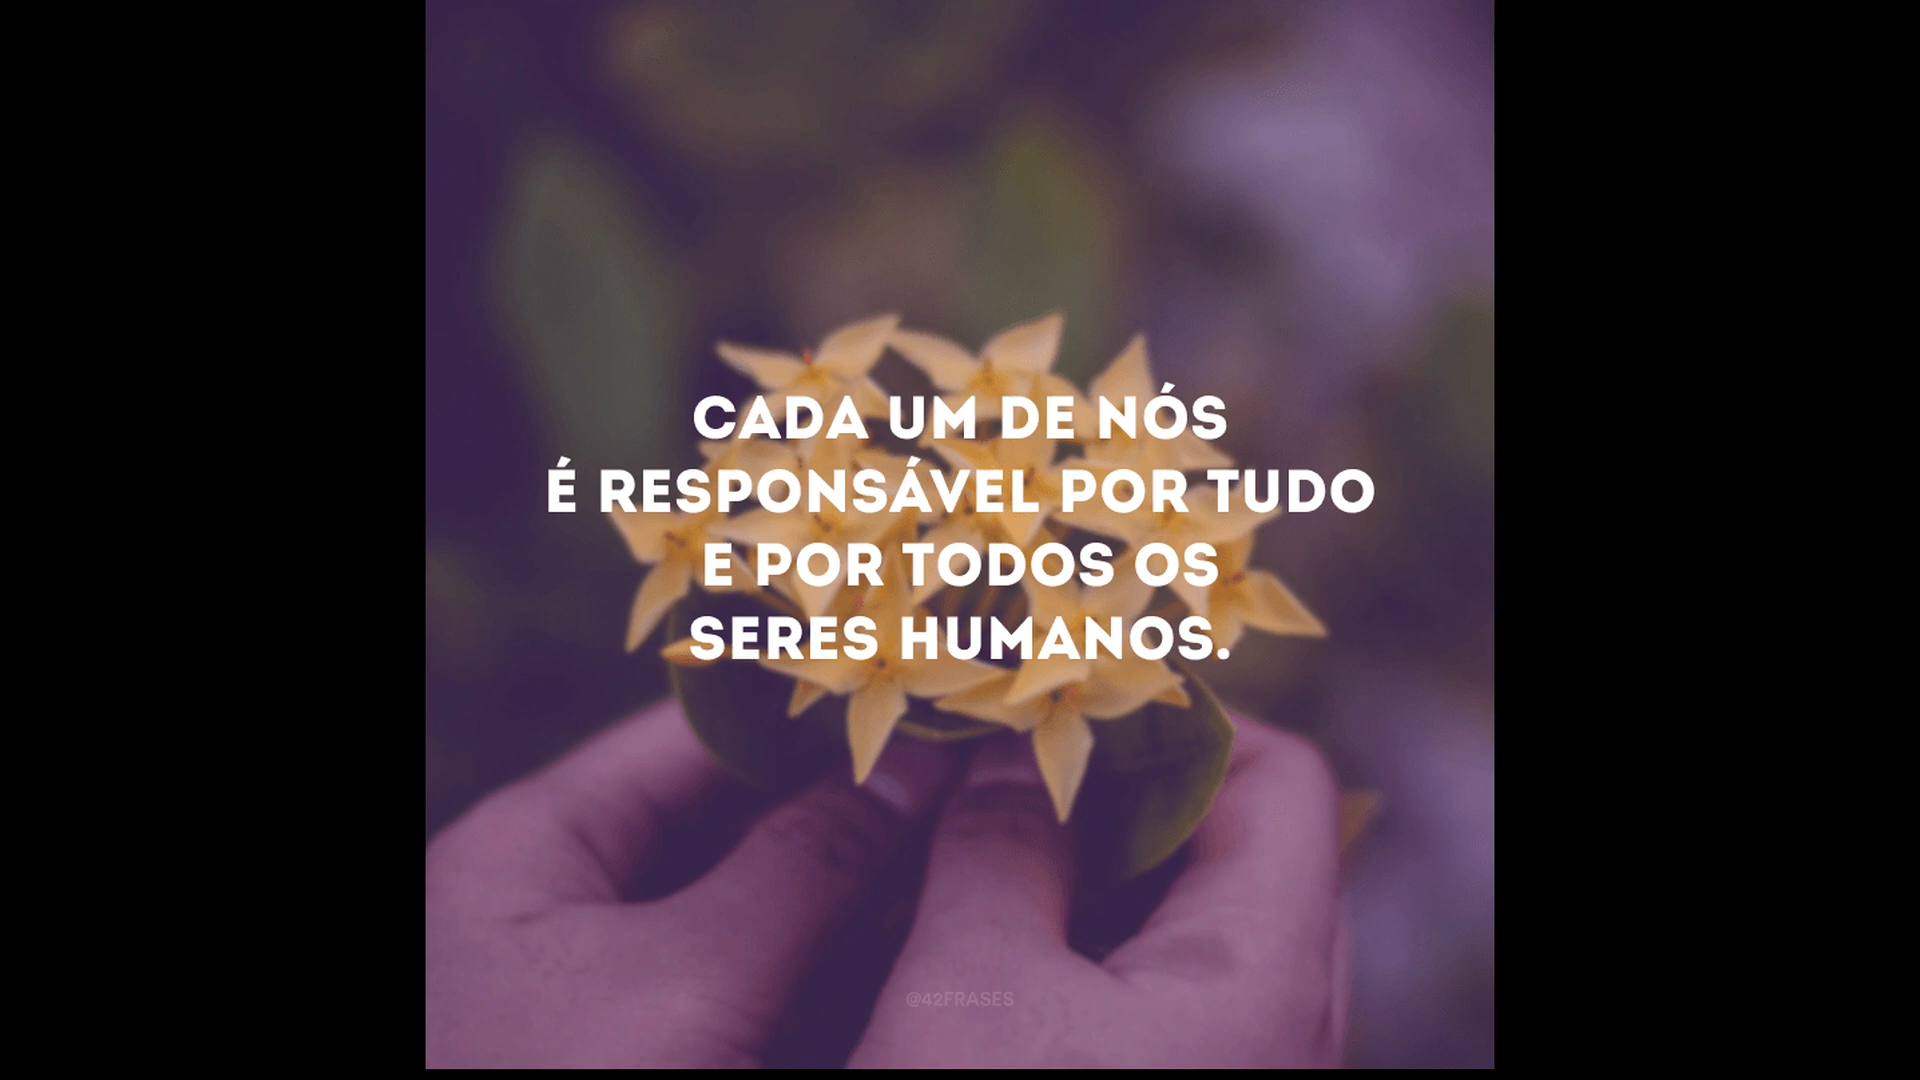 CADA UM DE NÓS
É RESPONSÁVEL POR TUDO
E POR TODOS OS
SERES HUMANOS.
@42FRASES